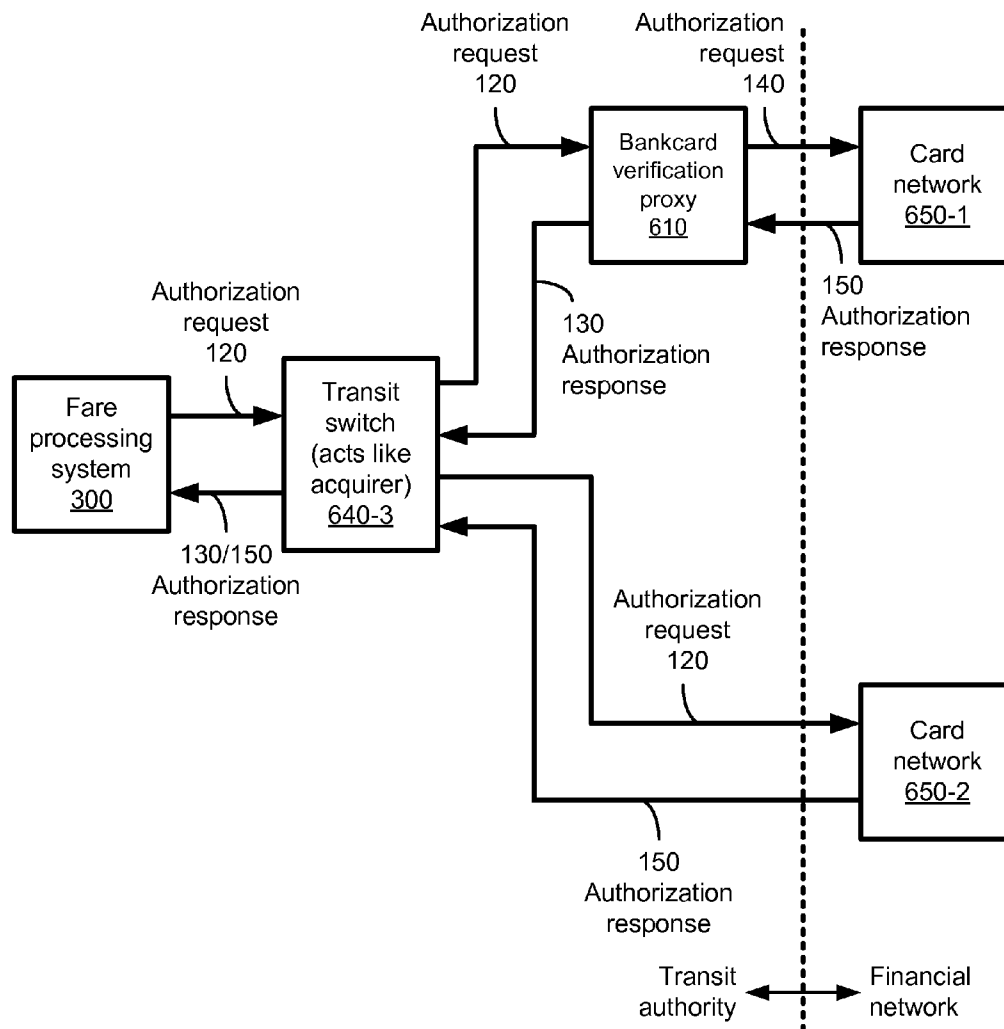 Authorization
request
120
Authorization
request
140
Bankcard
verification
proxy
610
Card
network
650-1
150
Authorization
response
130
Authorization
response
Authorization
request
120
Fare
processing
system
300
Transit
switch
(acts like
acquirer)
640-3
130/150
Authorization
response
Authorization
request
120
Card
network
650-2
150
Authorization
response
Transit
authority
Financial
network